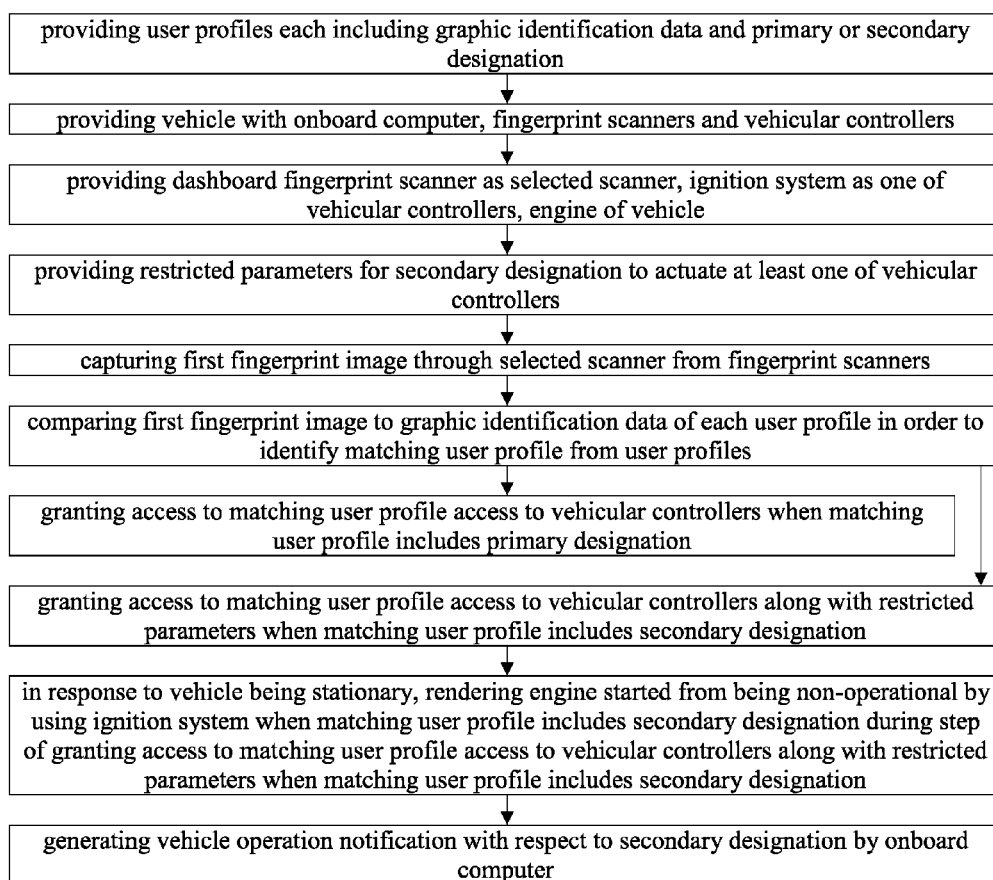 providing user profiles each including graphic identification data and primary or secondary
designation
providing vehicle with onboard computer, fingerprint scanners and vehicular controllers
providing dashboard fingerprint scanner as selected scanner, ignition system as one of
vehicular controllers, engine of vehicle
providing restricted parameters for secondary designation to actuate at least one of vehicular
controllers
capturing first fingerprint image through selected scanner from fingerprint scanners
comparing first fingerprint image to graphic identification data of each user profile in order to
identify matching user profile from user profiles
granting access to matching user profile access to vehicular controllers when matching
user profile includes primary designation
granting access to matching user profile access to vehicular controllers along with restricted
parameters when matching user profile includes secondary designation
in response to vehicle being stationary, rendering engine started from being non-operational by
using ignition system when matching user profile includes secondary designation during step
of granting access to matching user profile access to vehicular controllers along with restricted
parameters when matching user profile includes secondary designation
generating vehicle operation notification with respect to secondary designation by onboard
computer